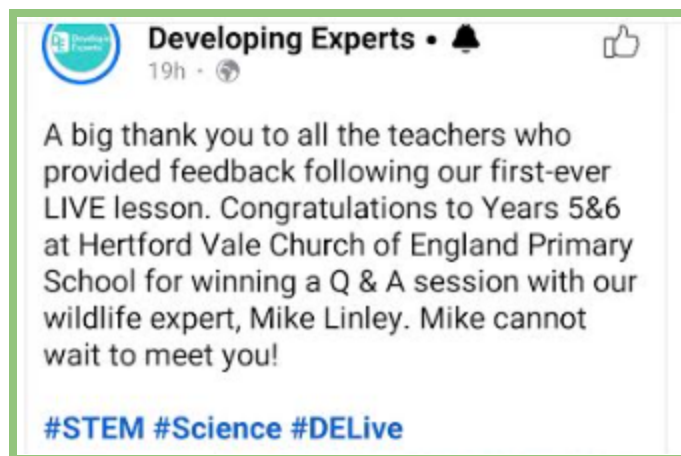 Developing Experts •
19h ·
A big thank you to all the teachers who
provided feedback following our first-ever
LIVE lesson. Congratulations to Years 5&6
at Hertford Vale Church of England Primary
School for winning a Q & A session with our
wildlife expert, Mike Linley. Mike cannot
wait to meet you!
#STEM #Science #DELive